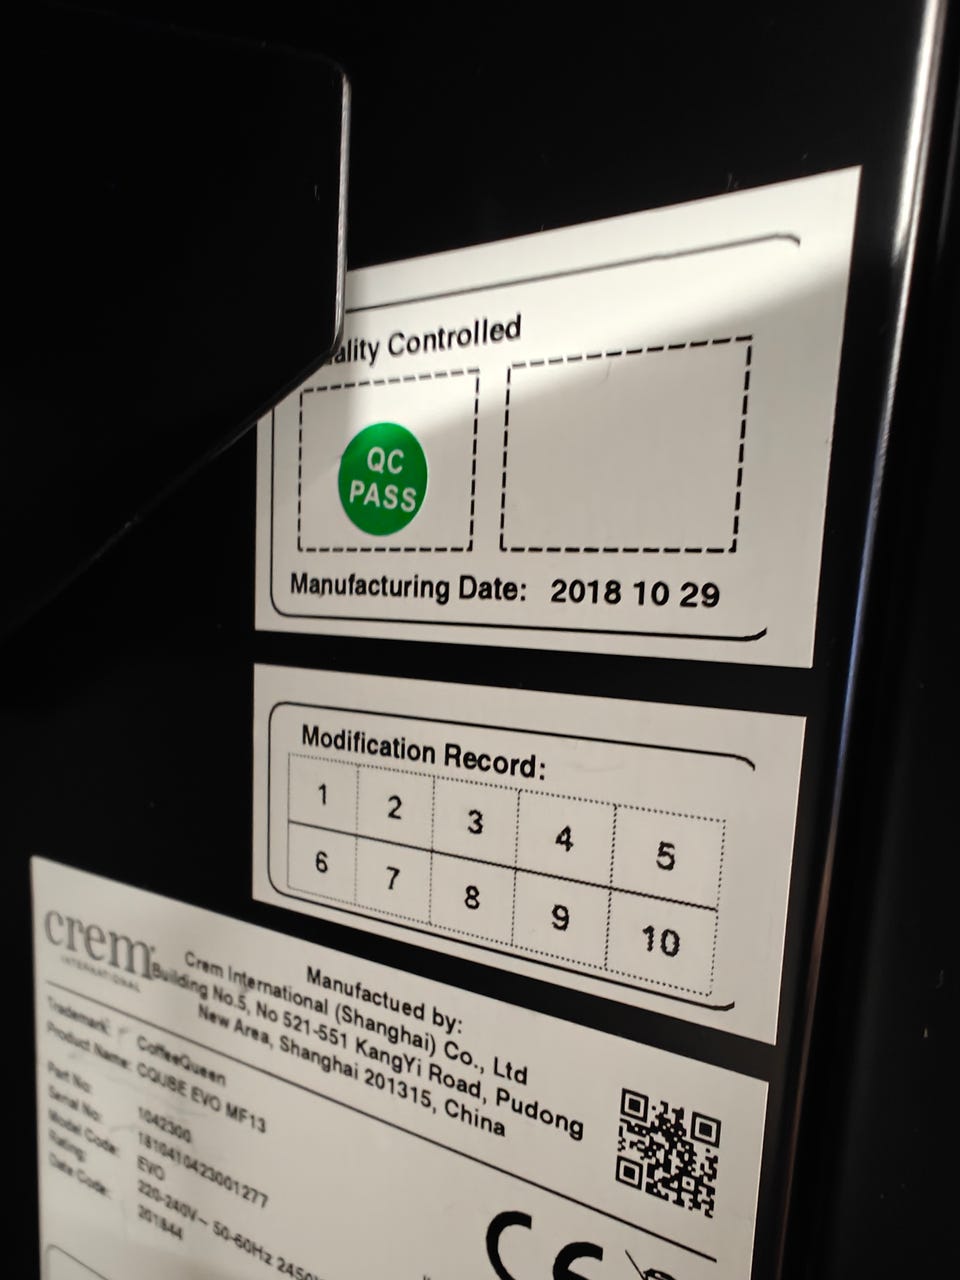 ality Controlled
QC
PASS
Manufacturing Date: 2018 10 29
Modification Record:
1 2 3 4 5
6 7 8 9 10
crem
INTERNATIONAL
Manufactued by:
Crem International (Shanghai) Co., Ltd
Building No.5, No 521-551 KangYi Road, Pudong
New Area, Shanghai 201315, China
Trademark: CoffeeQueen
Product Name: CQUBE EVO MF13
Part No: 1042300
Serial No: 1810410423001277
Model Code: EVO
Rating: 220-240V~ 50-60Hz 2450
Date Code: 201844
CE